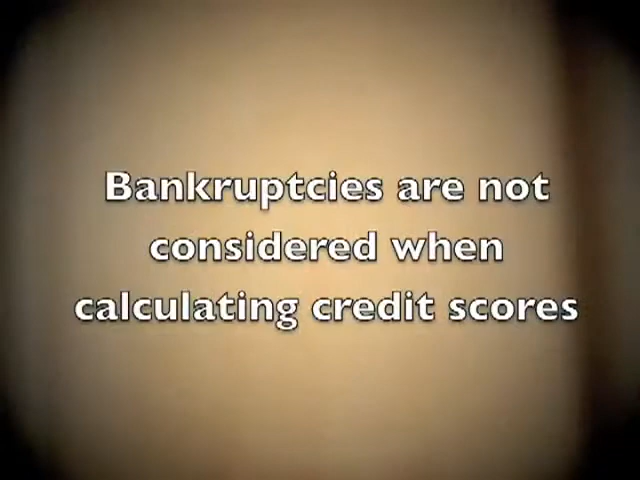 Bankruptcies are not
considered when
calculating credit scores